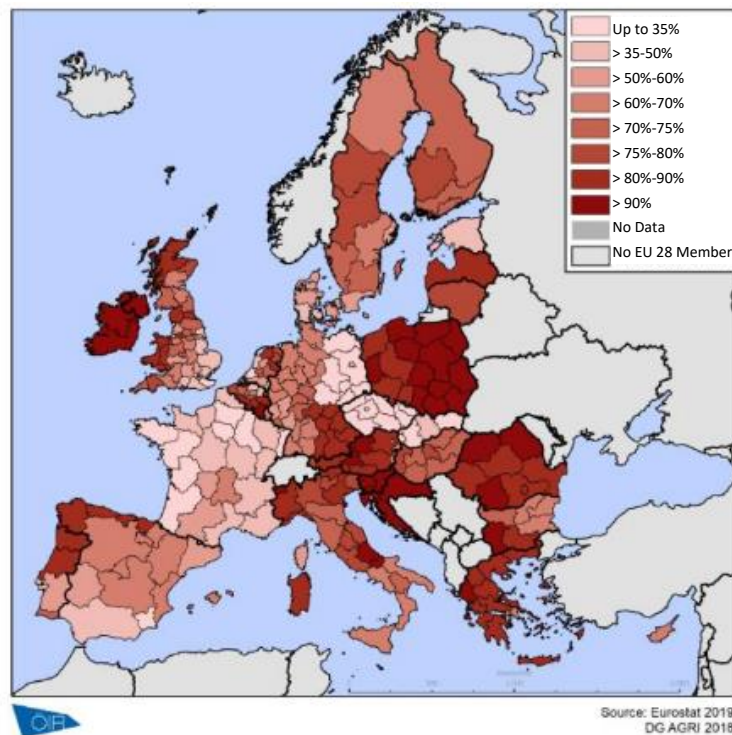 Up to 35%
> 35-50%
> 50%-60%
> 60%-70%
> 70%-75%
> 75%-80%
> 80%-90%
> 90%
No Data
No EU 28 Member
Source: Eurostat 2019
DG AGRI 2018